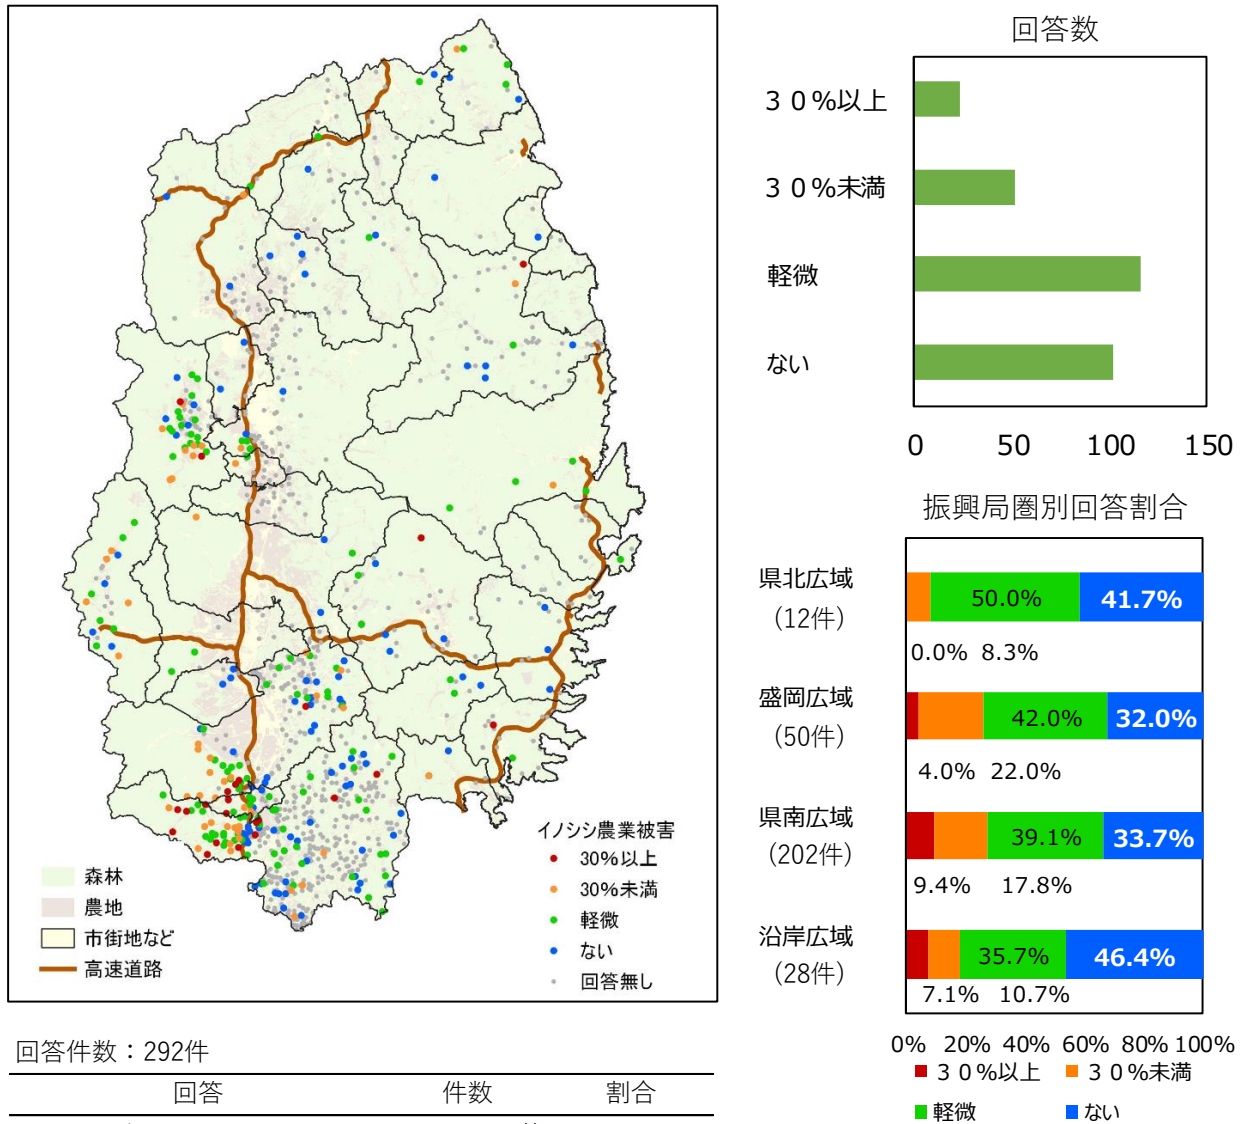 森林
農地
市街地など
高速道路
イノシシ農業被害
30%以上
30%未満
軽微
ない
回答無し
回答件数：292件
回答 件数 割合
回答数
３０%以上
３０%未満
軽微
ない
0 50 100 150
振興局圏別回答割合
県北広域
(12件)
50.0% 41.7%
0.0% 8.3%
盛岡広域
(50件)
42.0% 32.0%
4.0% 22.0%
県南広域
(202件)
39.1% 33.7%
9.4% 17.8%
沿岸広域
(28件)
35.7% 46.4%
7.1% 10.7%
0% 20% 40% 60% 80% 100%
３０%以上 ３０%未満
軽微 ない